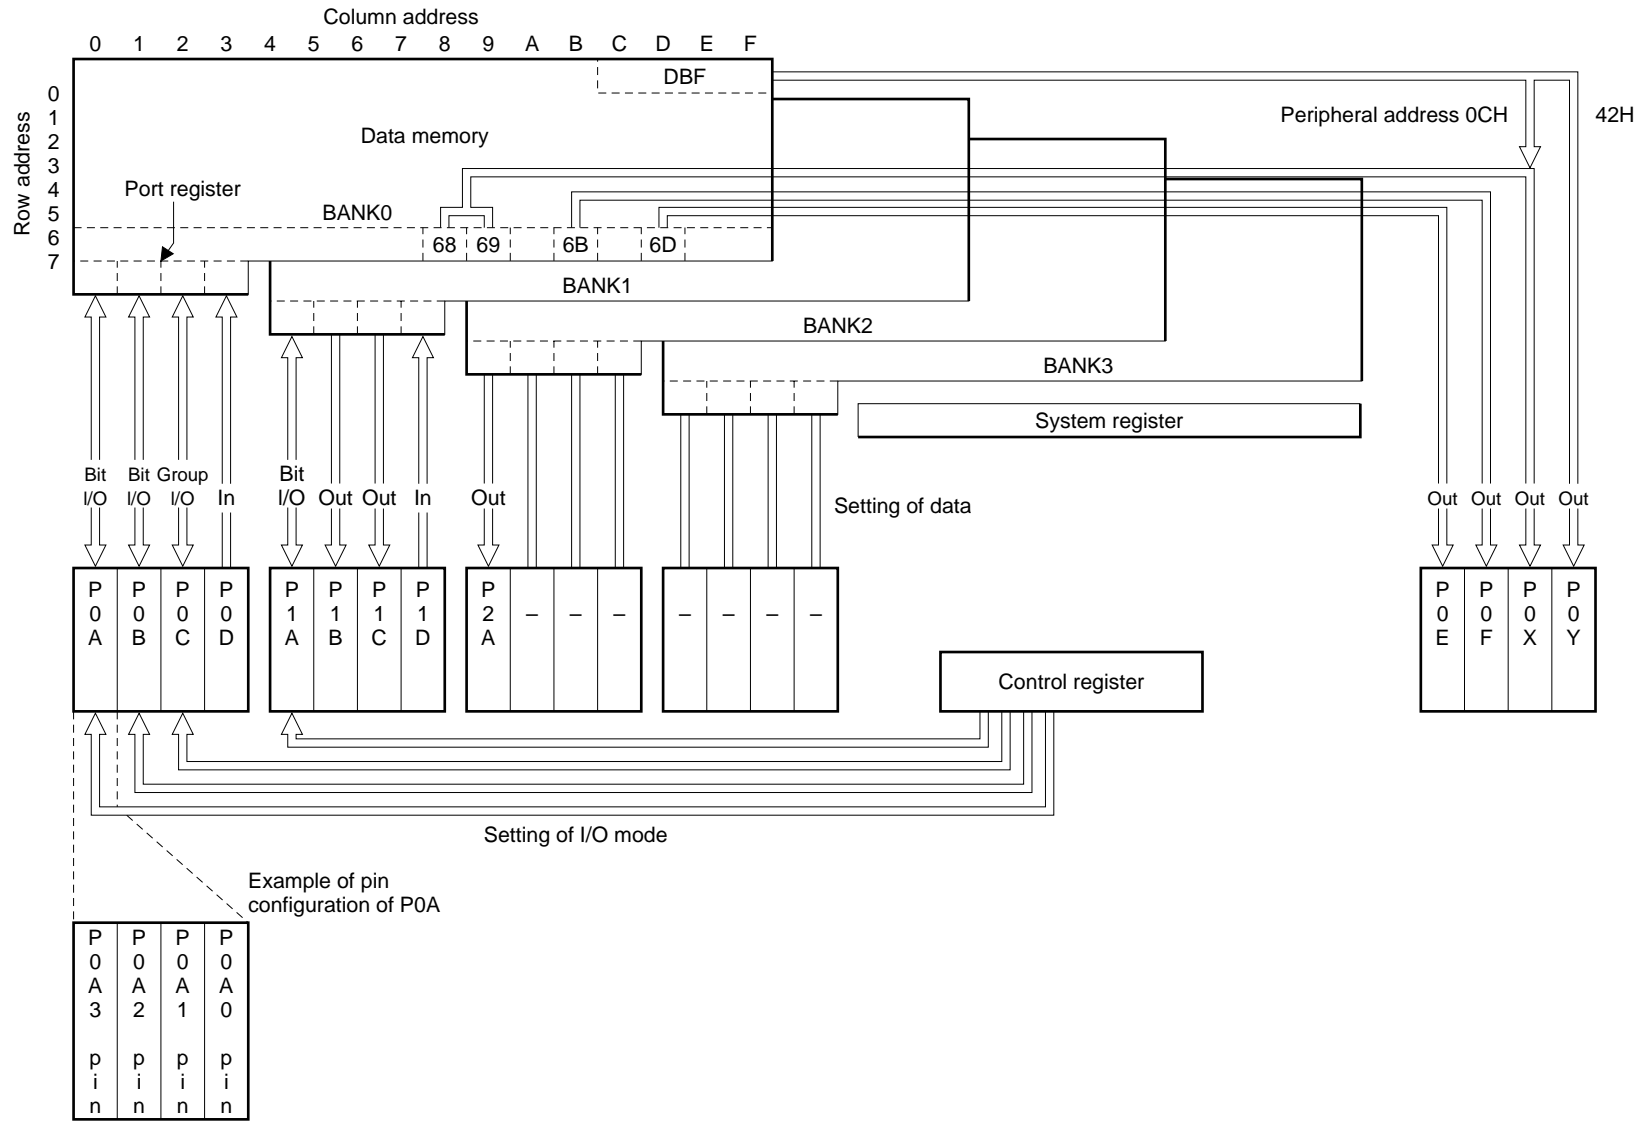 Column address
0 1 2 3 4 5 6 7 8 9 A B C D E F
DBF
Row address
0
1
2
3
4
5
6
7
Data memory
Peripheral address 0CH
42H
Port register
BANK0
68 69 6B 6D
BANK1
BANK2
BANK3
System register
Bit I/O
Bit I/O
Group I/O
In
Bit I/O
Out
Out
In
Out
Setting of data
Out
Out
Out
Out
P0A
P0B
P0C
P0D
P1A
P1B
P1C
P1D
P2A
–
–
–
–
–
–
–
P0E
P0F
P0X
P0Y
Control register
Setting of I/O mode
Example of pin
configuration of P0A
P0A3 pin
P0A2 pin
P0A1 pin
P0A0 pin